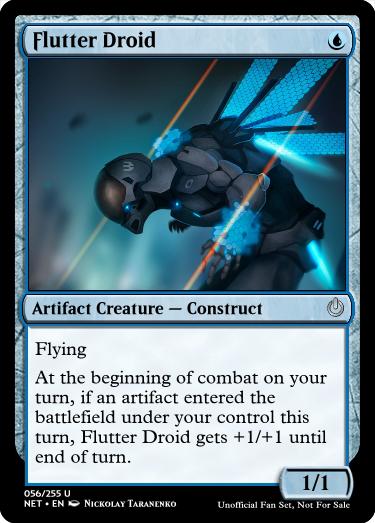 Flutter Droid
Artifact Creature — Construct
Flying
At the beginning of combat on your
turn, if an artifact entered the
battlefield under your control this
turn, Flutter Droid gets +1/+1 until
end of turn.
1/1
056/255 U
NET • EN Nickolay Taranenko
Unofficial Fan Set, Not For Sale